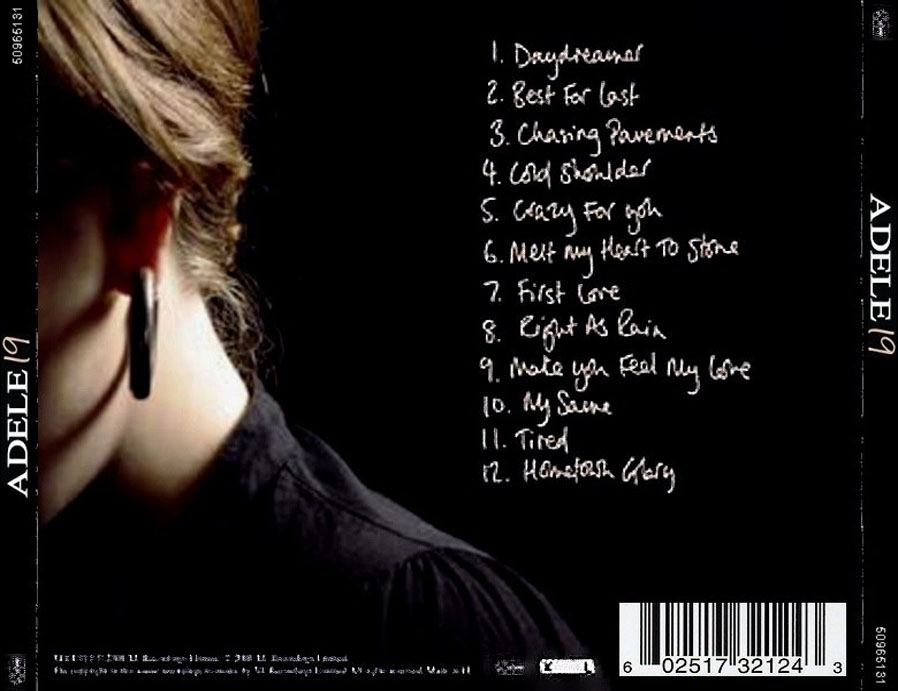 50965131
ADELE 19
1. Daydreamer
2. Best For Last
3. Chasing Pavements
4. Cold Shoulder
5. Crazy For you
6. Melt my Heart To Stone
7. First Love
8. Right As Rain
9. Make you Feel My Love
10. My Same
11. Tired
12. Hometown Glory
ADELE 19
50965131
6 02517 32124 3